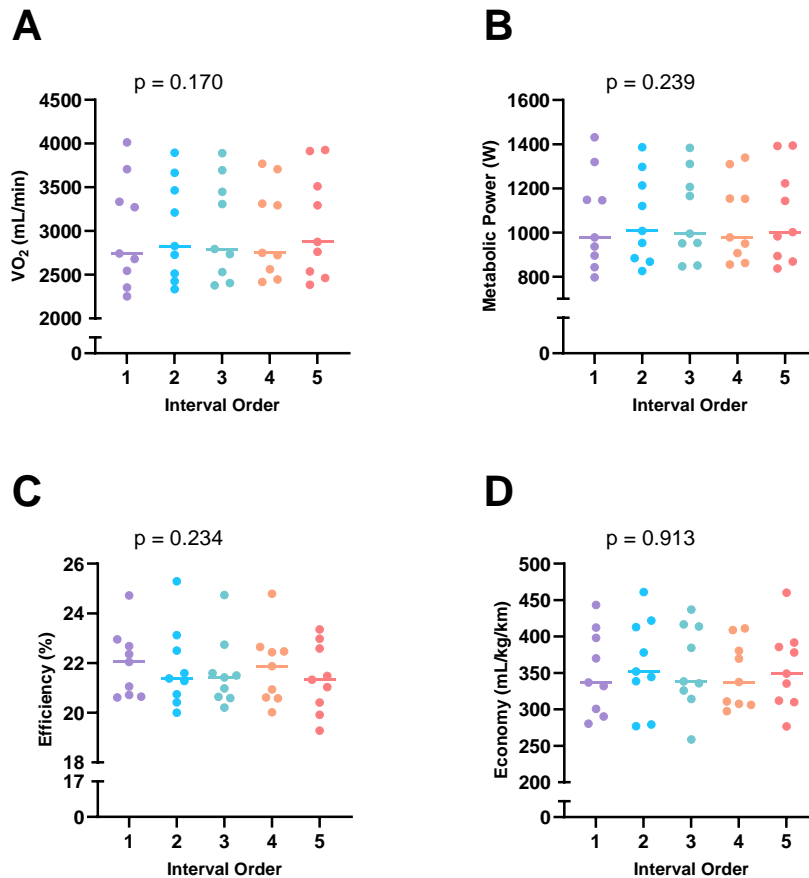 A
p = 0.170
VO₂ (mL/min)
4500
4000
3500
3000
2500
2000
0
1 2 3 4 5
Interval Order
B
p = 0.239
Metabolic Power (W)
1600
1400
1200
1000
800
0
1 2 3 4 5
Interval Order
C
p = 0.234
Efficiency (%)
26
24
22
20
18
17
0
1 2 3 4 5
Interval Order
D
p = 0.913
Economy (mL/kg/km)
500
450
400
350
300
250
200
0
1 2 3 4 5
Interval Order